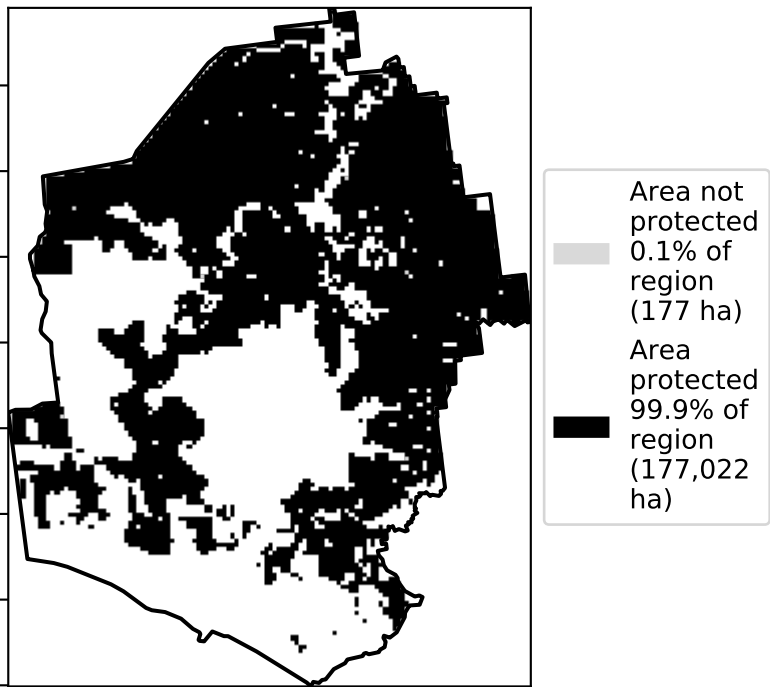 Area not
protected
0.1% of
region
(177 ha)
Area
protected
99.9% of
region
(177,022
ha)